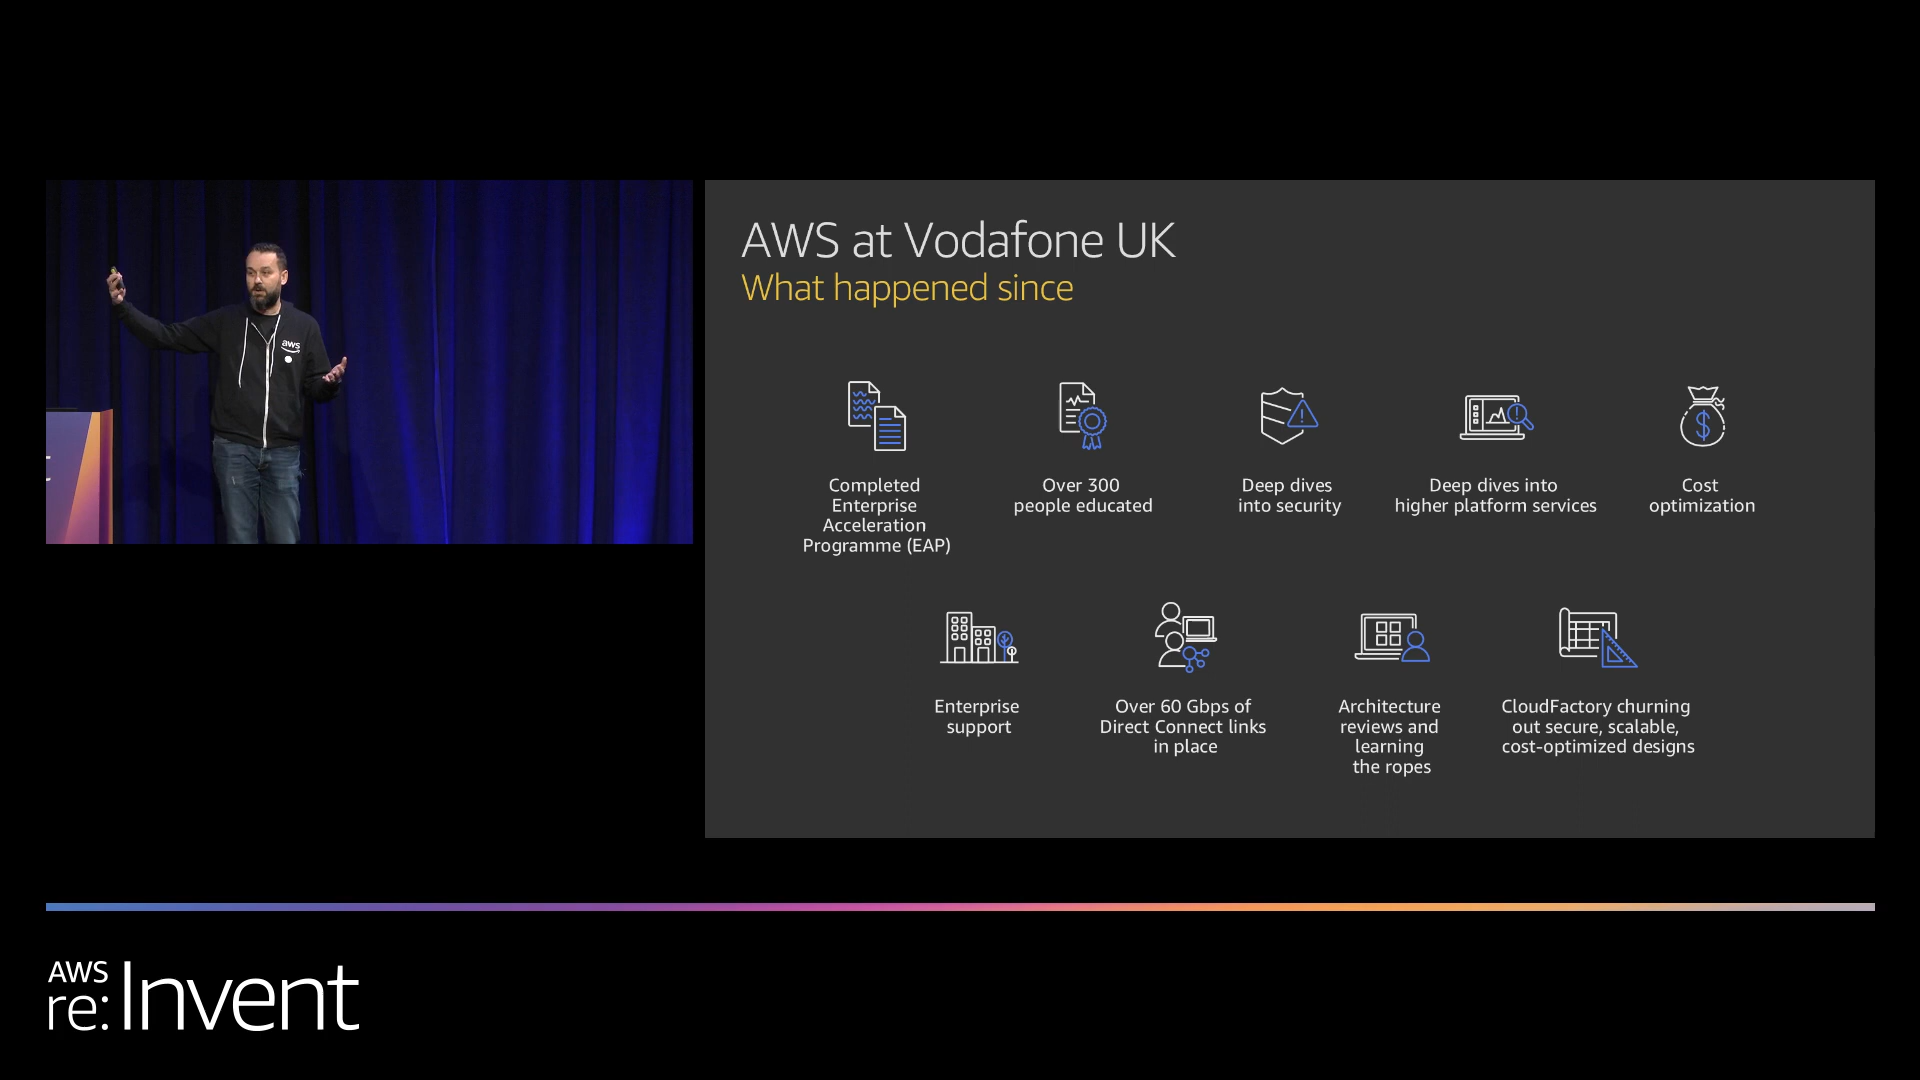 AWS at Vodafone UK
What happened since
Completed
Enterprise
Acceleration
Programme (EAP)
Over 300
people educated
Deep dives
into security
Deep dives into
higher platform services
Cost
optimization
Enterprise
support
Over 60 Gbps of
Direct Connect links
in place
Architecture
reviews and
learning
the ropes
CloudFactory churning
out secure, scalable,
cost-optimized designs
aws
AWS
re:Invent